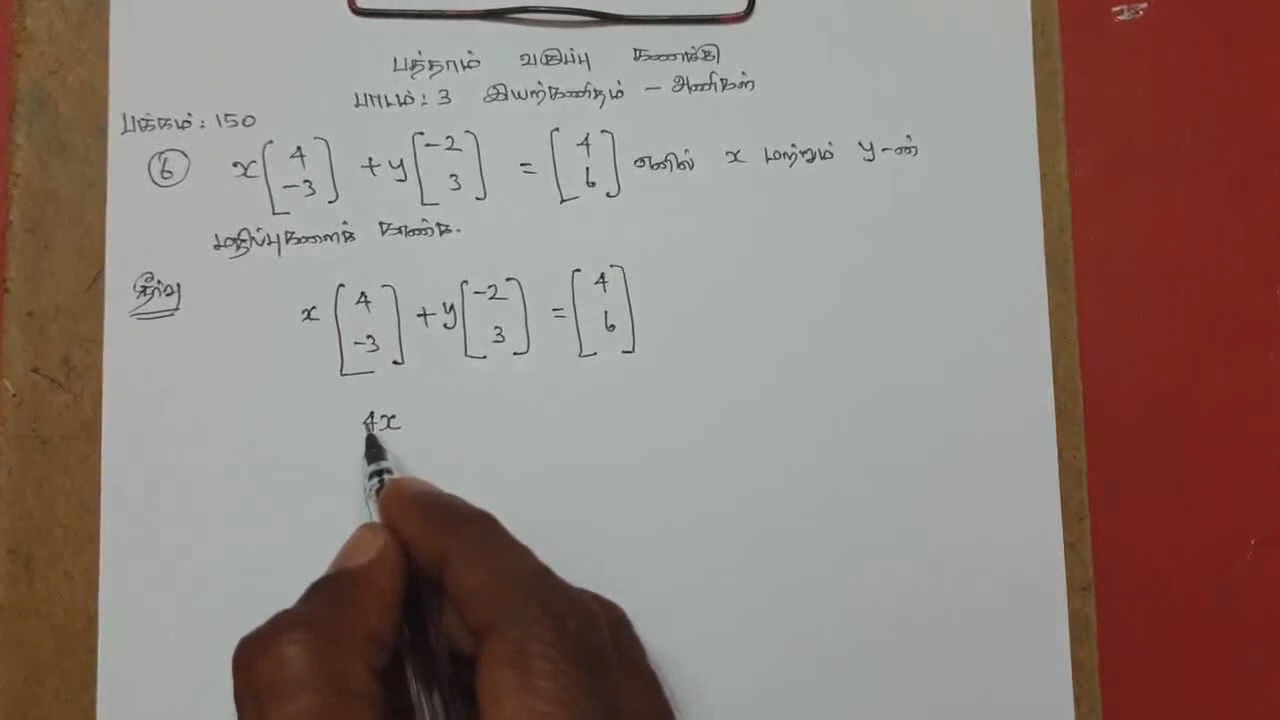 பத்தாம் வகுப்பு கணக்கு
பாடம் : 3 இயற்கணிதம் – அணிகள்
பக்கம் : 150
⑥ x [4 -3] + y [-2 3] = [4 6] எனில் x மற்றும் y-ன்
மதிப்புகளைக் காண்க.
தீர்வு
x [4 -3] + y [-2 3] = [4 6]
4x